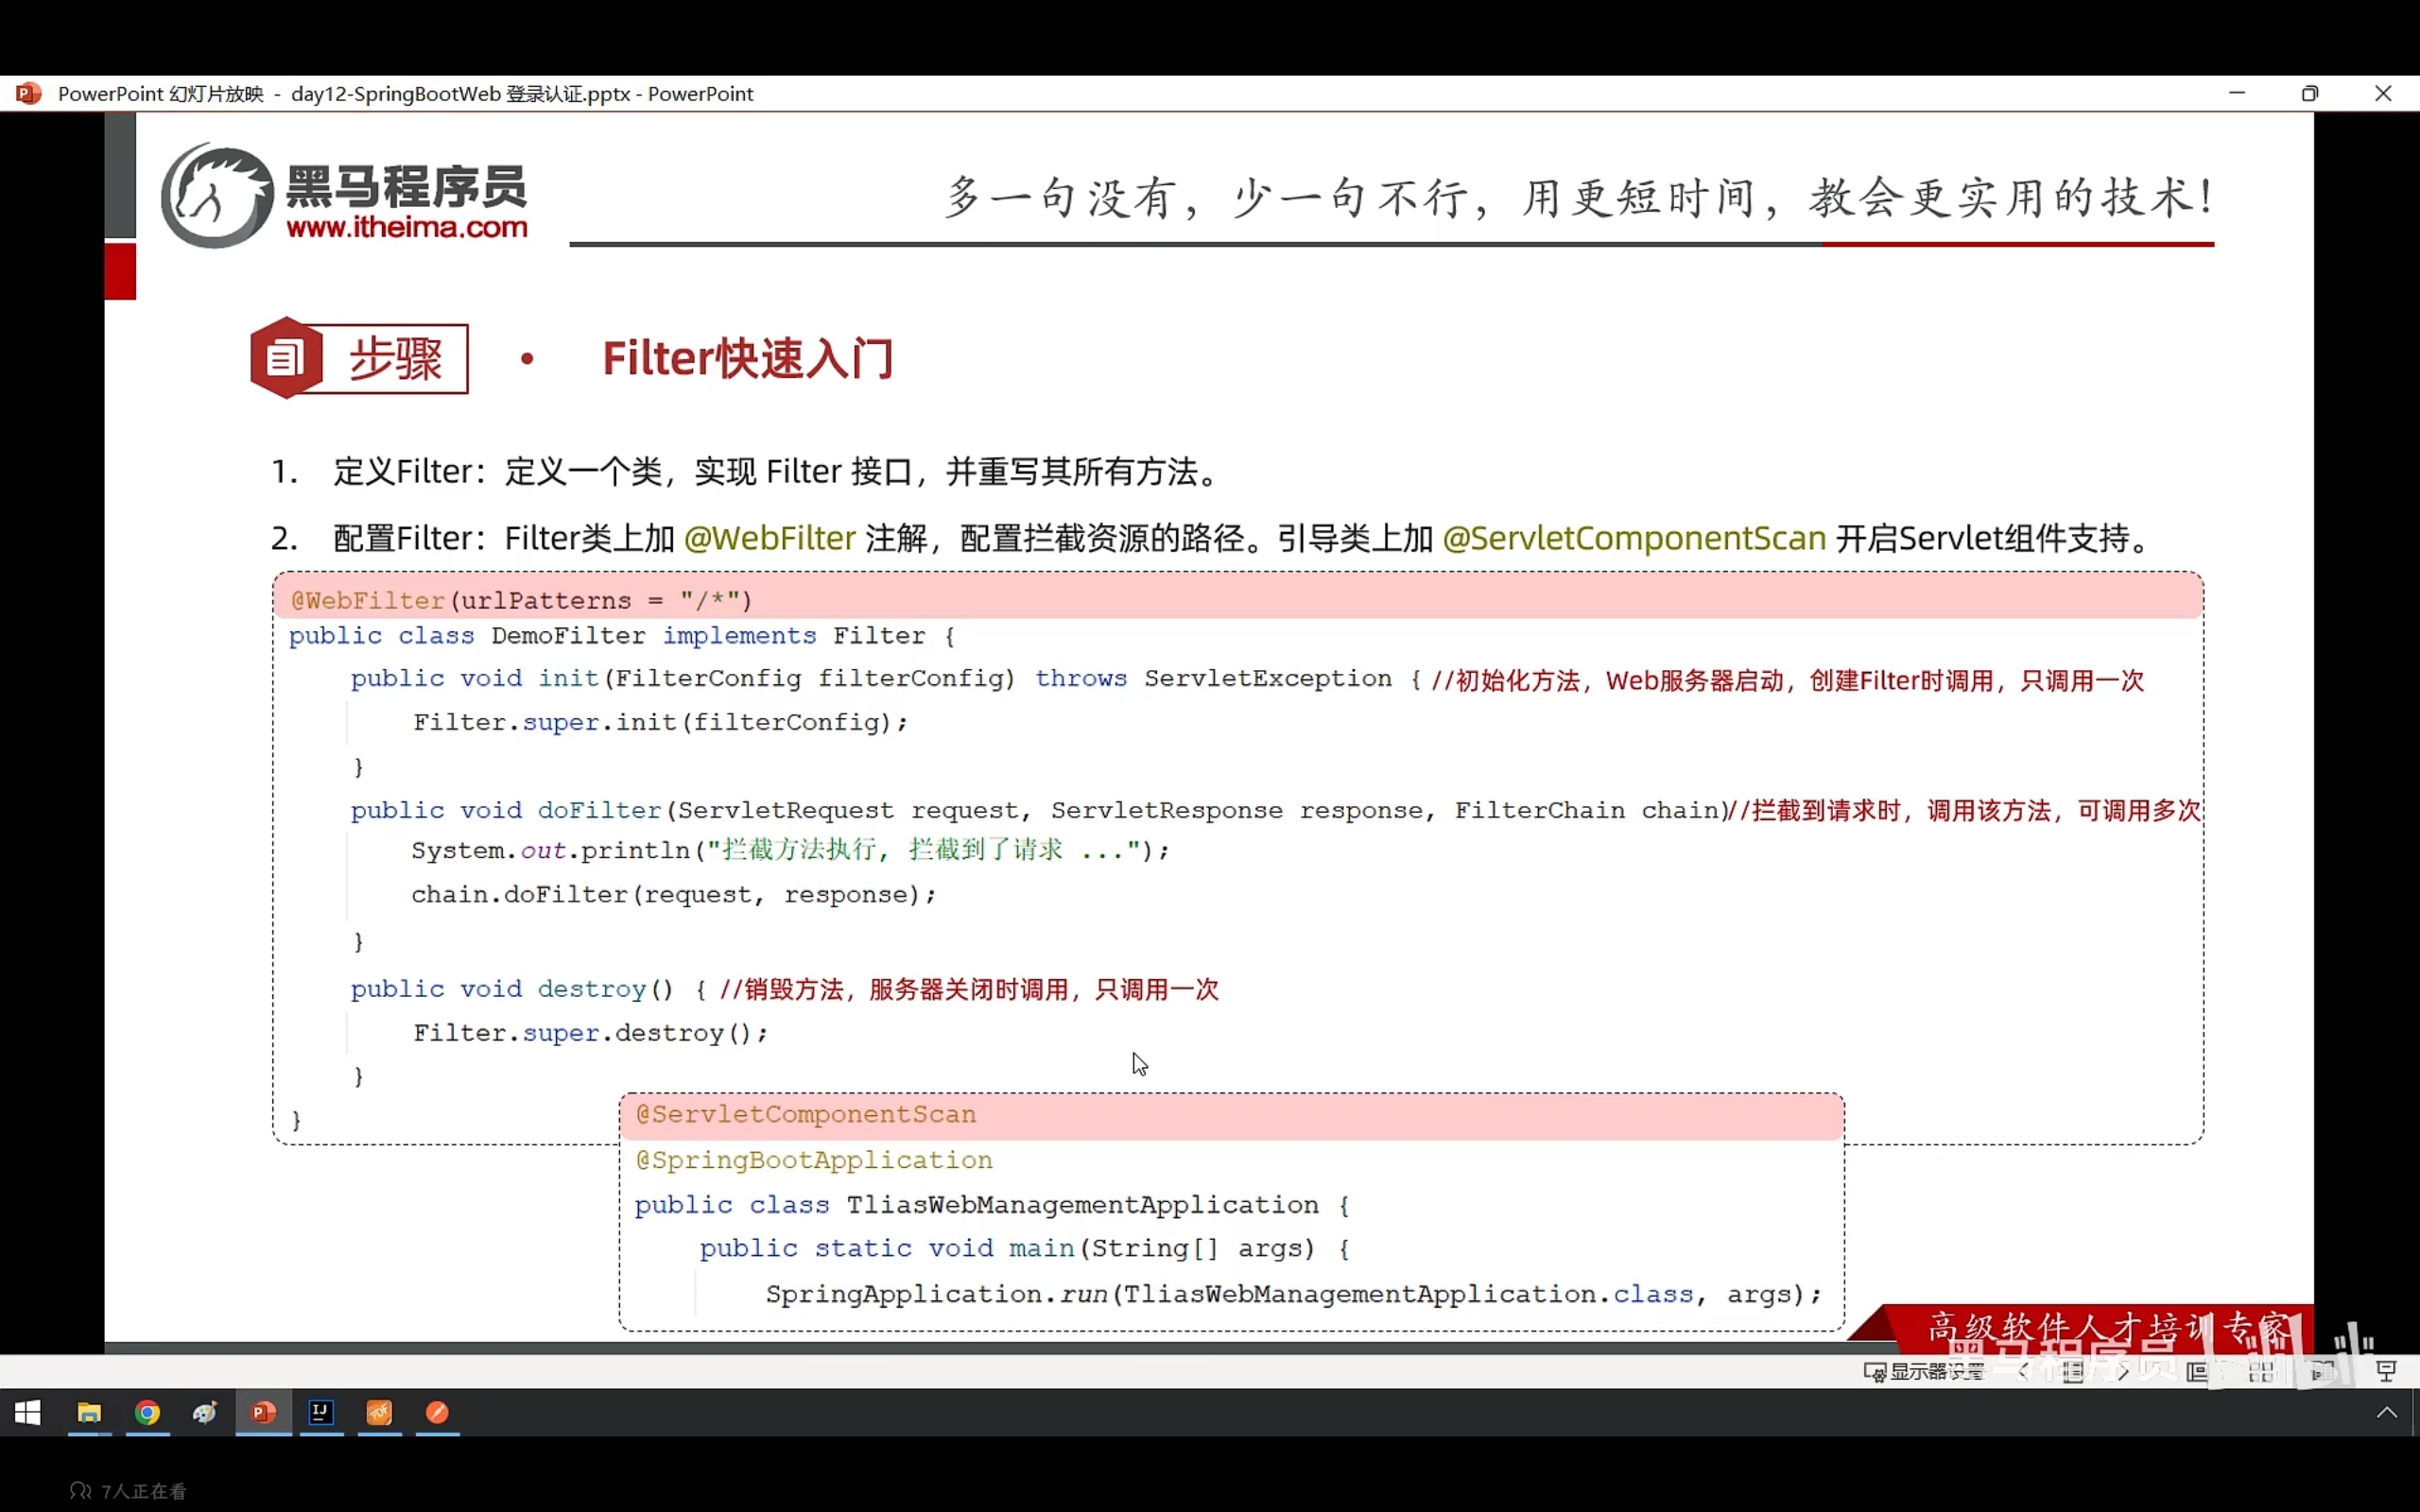 PowerPoint 幻灯片放映 - day12-SpringBootWeb 登录认证.pptx - PowerPoint
黑马程序员
www.itheima.com
多一句没有，少一句不行，用更短时间，教会更实用的技术！
步骤
• Filter快速入门
1. 定义Filter：定义一个类，实现 Filter 接口，并重写其所有方法。
2. 配置Filter：Filter类上加 @WebFilter 注解，配置拦截资源的路径。引导类上加 @ServletComponentScan 开启Servlet组件支持。
@WebFilter(urlPatterns = "/*")
public class DemoFilter implements Filter {
public void init(FilterConfig filterConfig) throws ServletException { //初始化方法，Web服务器启动，创建Filter时调用，只调用一次
Filter.super.init(filterConfig);
}
public void doFilter(ServletRequest request, ServletResponse response, FilterChain chain)//拦截到请求时，调用该方法，可调用多次
System.out.println("拦截方法执行, 拦截到了请求 ...");
chain.doFilter(request, response);
}
public void destroy() { //销毁方法，服务器关闭时调用，只调用一次
Filter.super.destroy();
}
}
@ServletComponentScan
@SpringBootApplication
public class TliasWebManagementApplication {
public static void main(String[] args) {
SpringApplication.run(TliasWebManagementApplication.class, args);
高级软件人才培训专家
黑马程序员
显示器设置
7人正在看